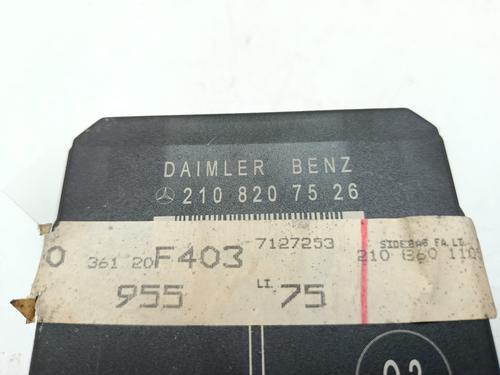 DAIMLER BENZ
210 820 75 26
7127253
SIDEBAG FA.LI.
0 361 20 F403
210 860 110
955 LI. 75